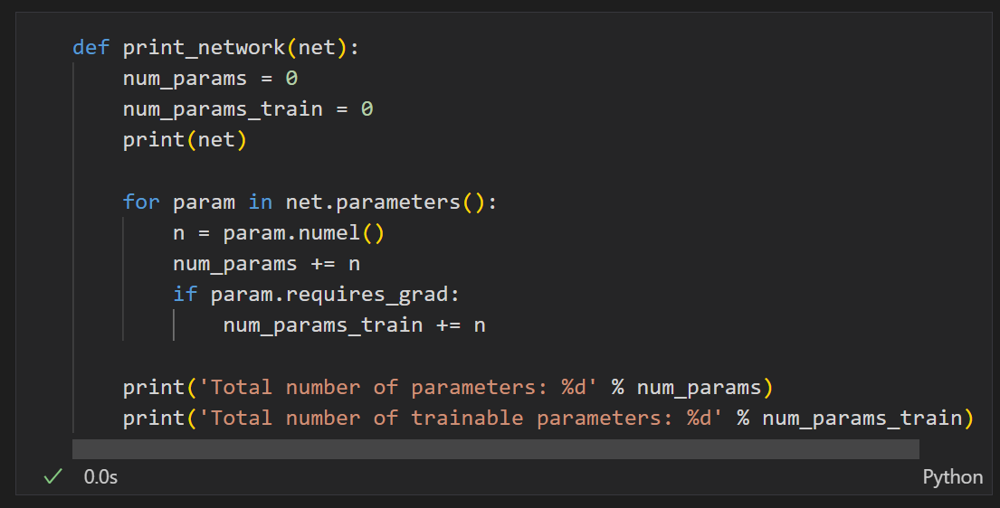 def print_network(net):
    num_params = 0
    num_params_train = 0
    print(net)

    for param in net.parameters():
        n = param.numel()
        num_params += n
        if param.requires_grad:
            num_params_train += n

    print('Total number of parameters: %d' % num_params)
    print('Total number of trainable parameters: %d' % num_params_train)
0.0s
Python